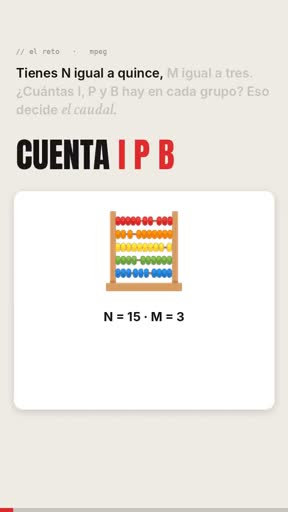 // el reto · mpeg
Tienes N igual a quince, M igual a tres.
¿Cuántas I, P y B hay en cada grupo? Eso
decide el caudal.
CUENTA I P B
N = 15 · M = 3